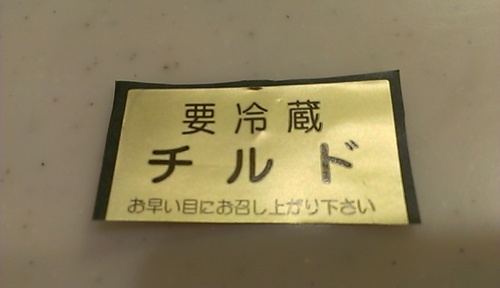 要冷蔵
チルド
お早い目にお召し上がり下さい